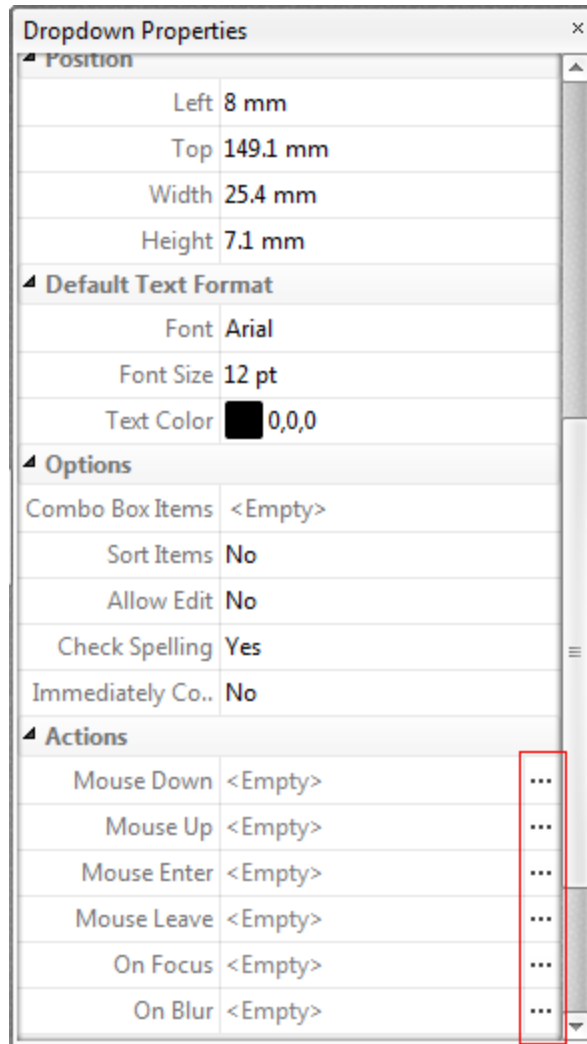 Dropdown Properties
Position
Left 8 mm
Top 149.1 mm
Width 25.4 mm
Height 7.1 mm
Default Text Format
Font Arial
Font Size 12 pt
Text Color 0,0,0
Options
Combo Box Items <Empty>
Sort Items No
Allow Edit No
Check Spelling Yes
Immediately Co.. No
Actions
Mouse Down <Empty> ...
Mouse Up <Empty> ...
Mouse Enter <Empty> ...
Mouse Leave <Empty> ...
On Focus <Empty> ...
On Blur <Empty> ...